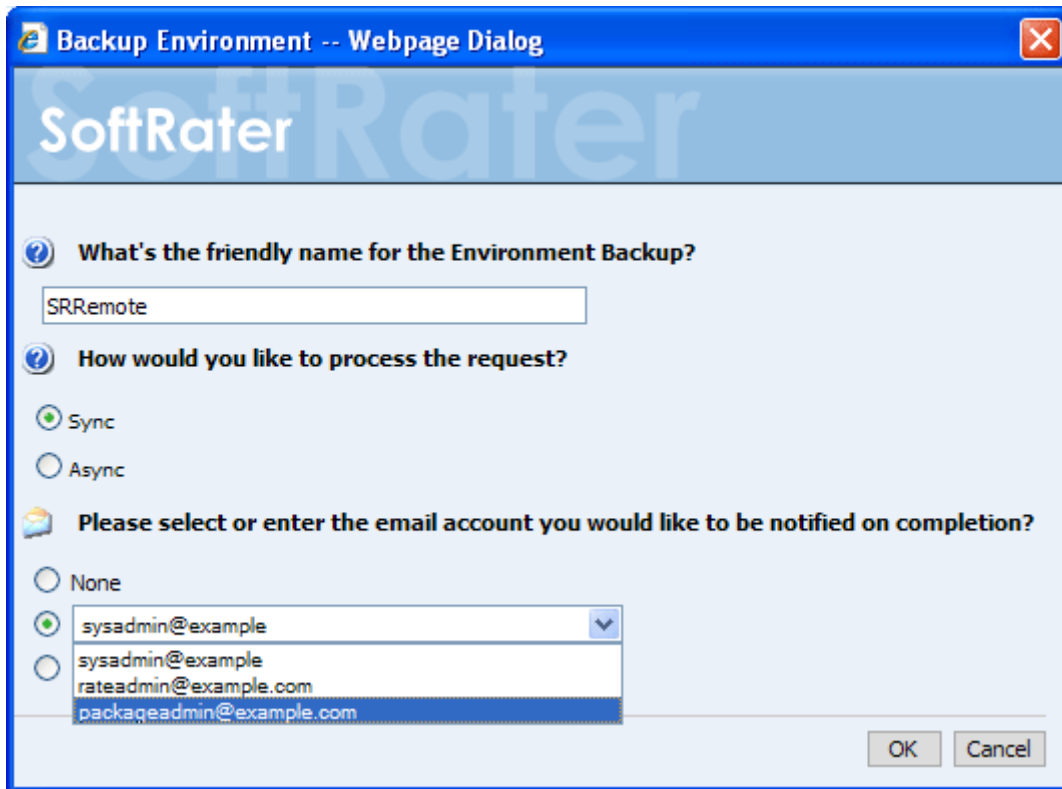 Backup Environment -- Webpage Dialog
SoftRater
SoftRater
What's the friendly name for the Environment Backup?
SRRemote
How would you like to process the request?
Sync
Async
Please select or enter the email account you would like to be notified on completion?
None
sysadmin@example
sysadmin@example
rateadmin@example.com
packageadmin@example.com
OK Cancel